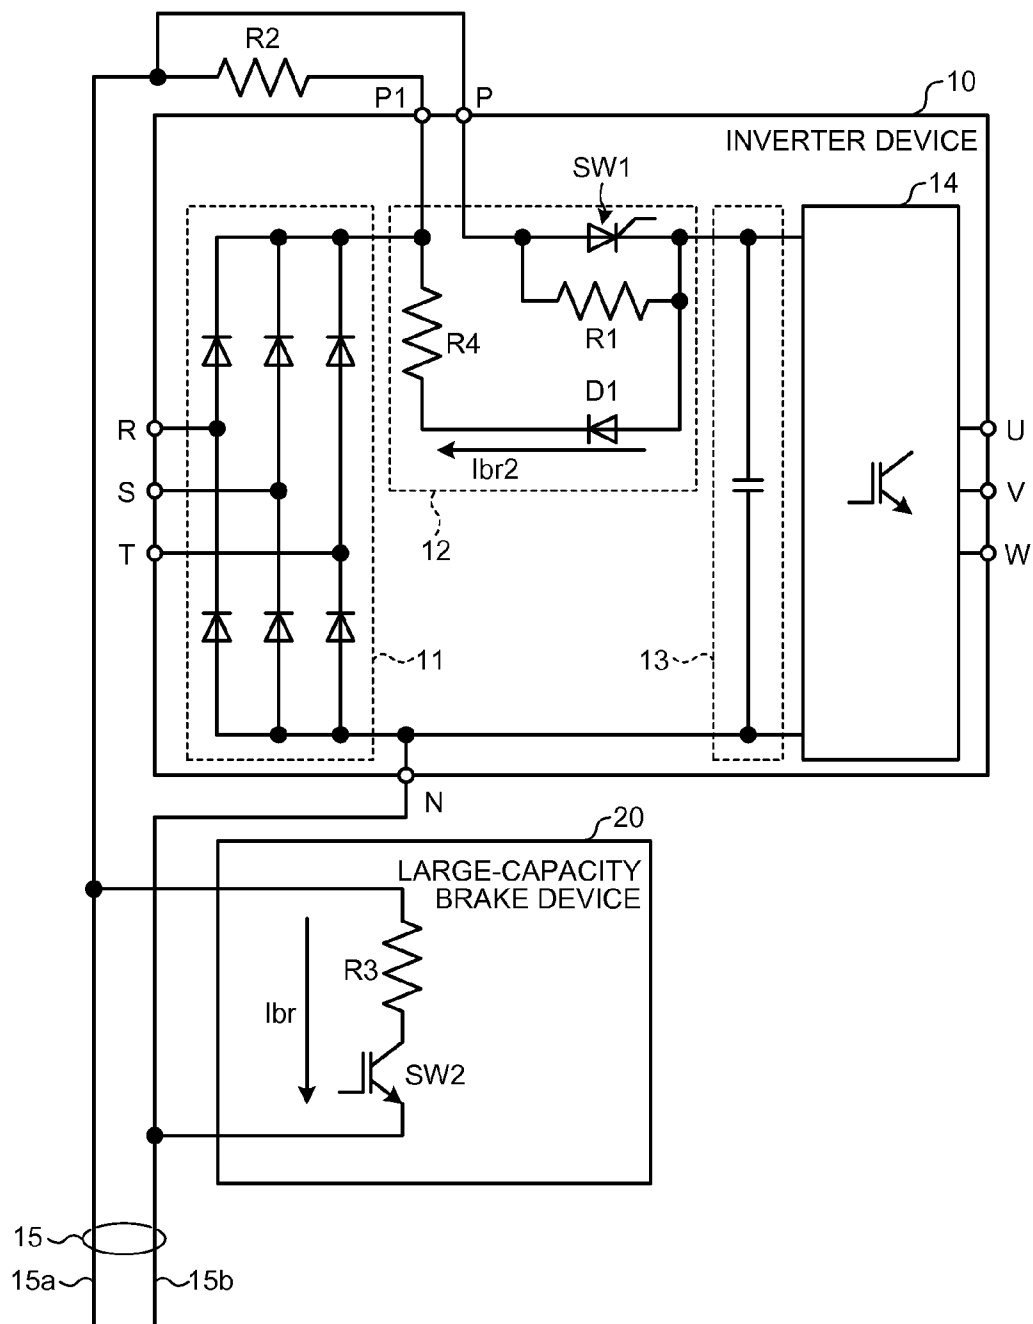 R2
P1
P
10
INVERTER DEVICE
SW1
14
R4
R1
D1
R
U
Ibr2
S
V
12
T
W
11
13
N
20
LARGE-CAPACITY
BRAKE DEVICE
R3
Ibr
SW2
15
15a
15b